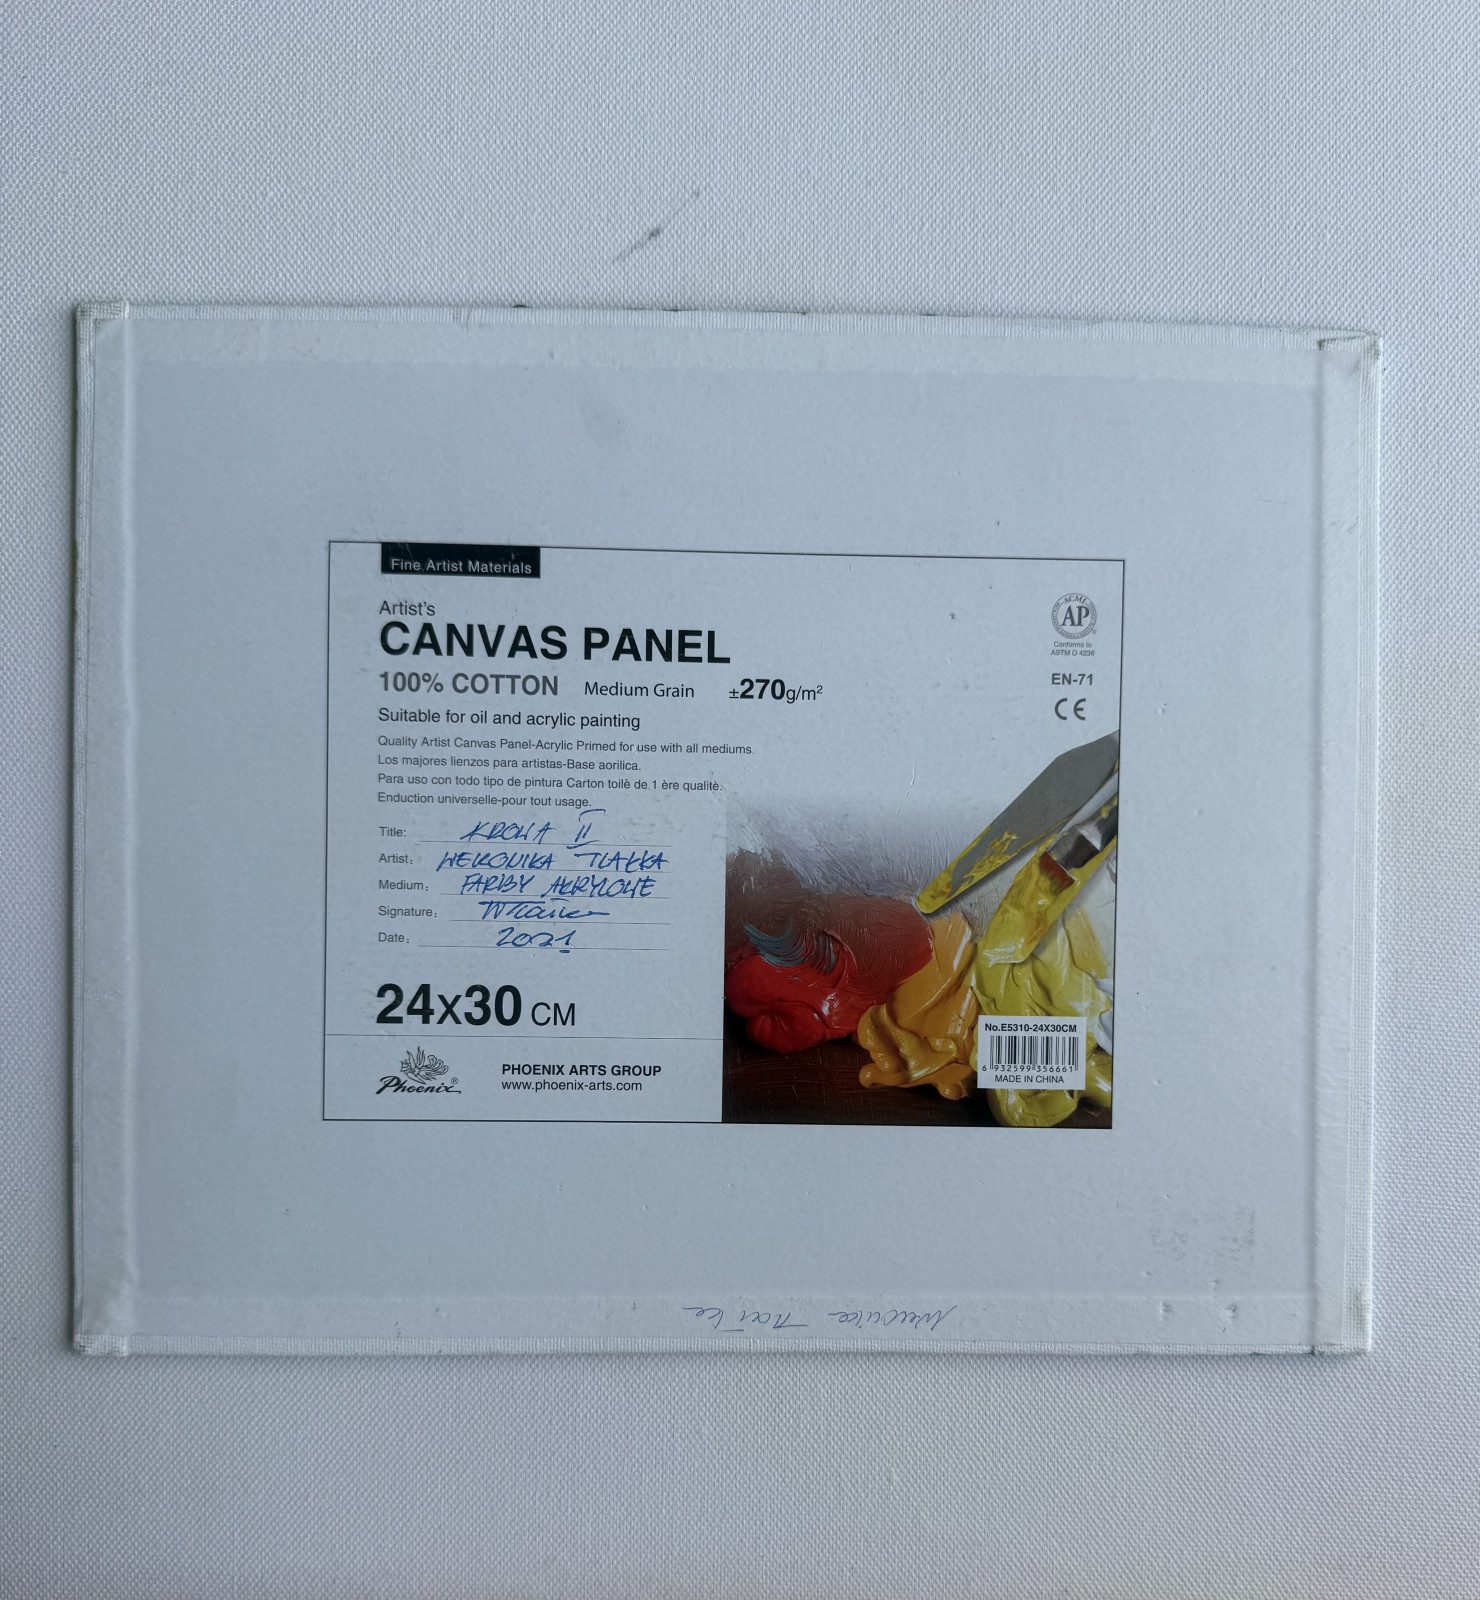 Fine Artist Materials
Artist's
CANVAS PANEL
100% COTTON Medium Grain ±270g/m²
Suitable for oil and acrylic painting
Quality Artist Canvas Panel-Acrylic Primed for use with all mediums.
Los majores lienzos para artistas-Base aorilica.
Para uso con todo tipo de pintura Carton toilè de 1 ère qualitè.
Enduction universelle-pour tout usage.
Title: KROWA II
Artist: WERONIKA TLAŁKA
Medium: FARBY AKRYLOWE
Signature:
Date: 2021
24x30 CM
Phoenix®
PHOENIX ARTS GROUP
www.phoenix-arts.com
ACMI
AP
Conforms to
ASTM D 4236
EN-71
CE
No.E5310-24X30CM
6 932599 356661
MADE IN CHINA
Weronika